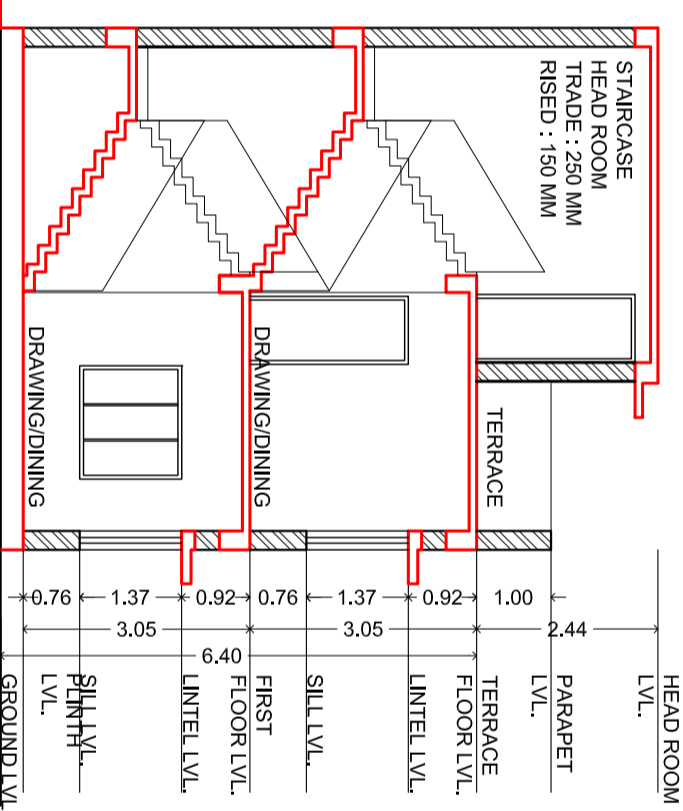 STAIRCASE
HEAD ROOM
TRADE : 250 MM
RISED : 150 MM
TERRACE
DRAWING/DINING
DRAWING/DINING
0.76
1.37
0.92
0.76
1.37
0.92
1.00
3.05
3.05
2.44
6.40
HEAD ROOM
LVL.
PARAPET
LVL.
TERRACE
FLOOR LVL.
LINTEL LVL.
SILL LVL.
FIRST
FLOOR LVL.
LINTEL LVL.
SILL LVL.
PLINTH
LVL.
GROUND LVL